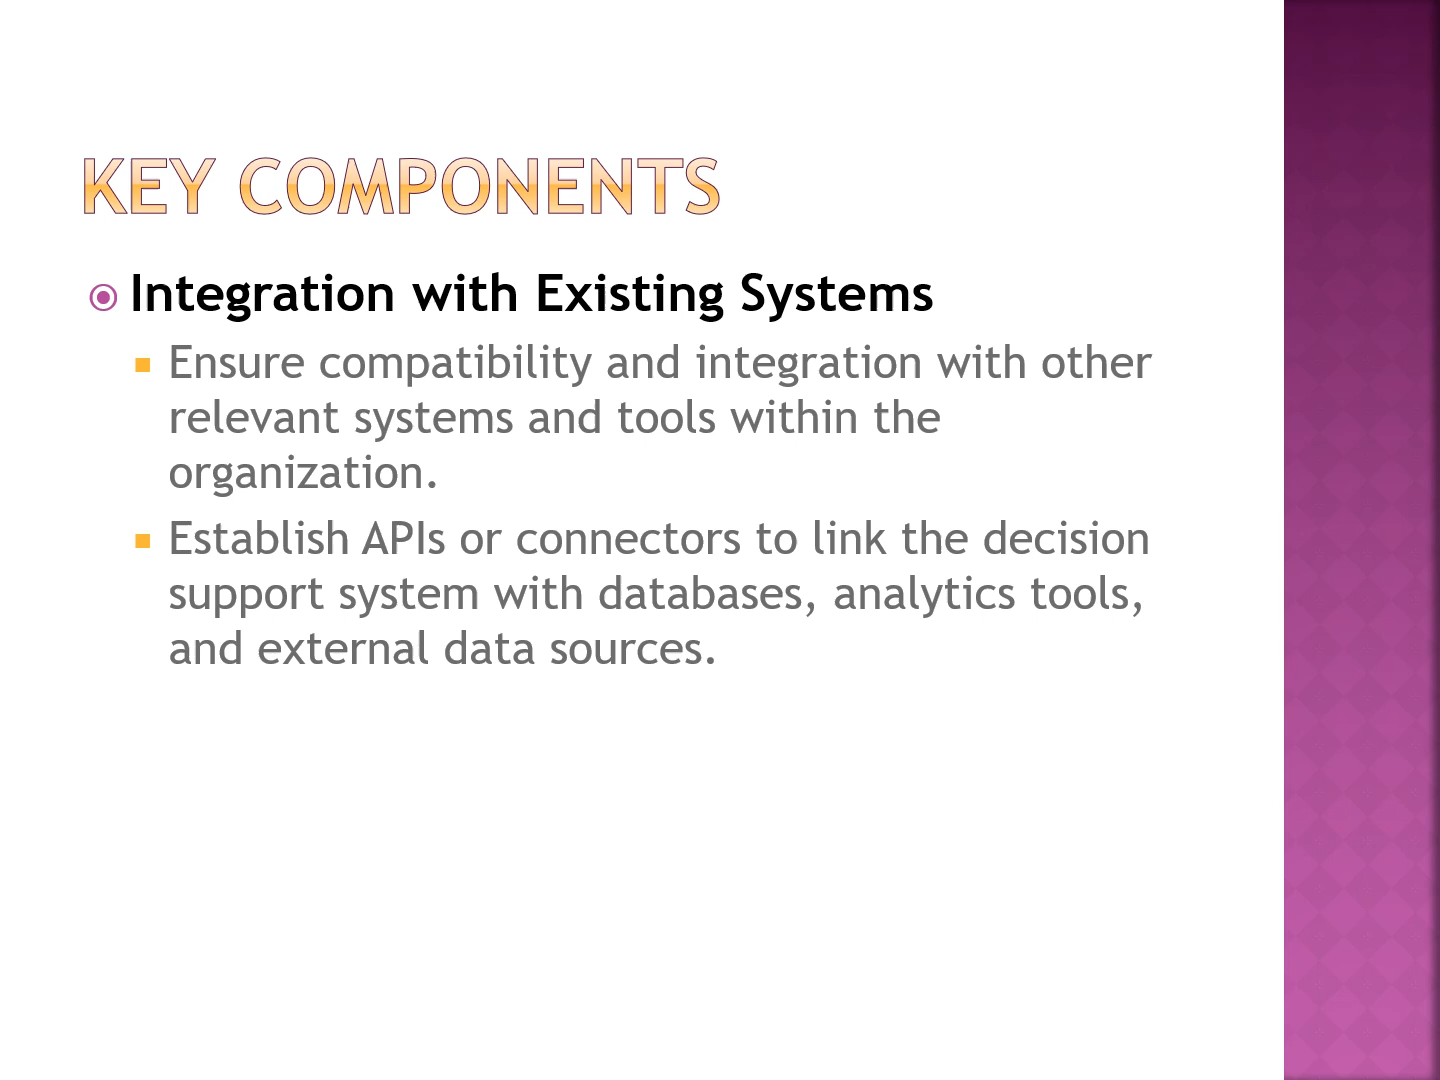 KEY COMPONENTS
Integration with Existing Systems
Ensure compatibility and integration with other
relevant systems and tools within the
organization.
Establish APIs or connectors to link the decision
support system with databases, analytics tools,
and external data sources.